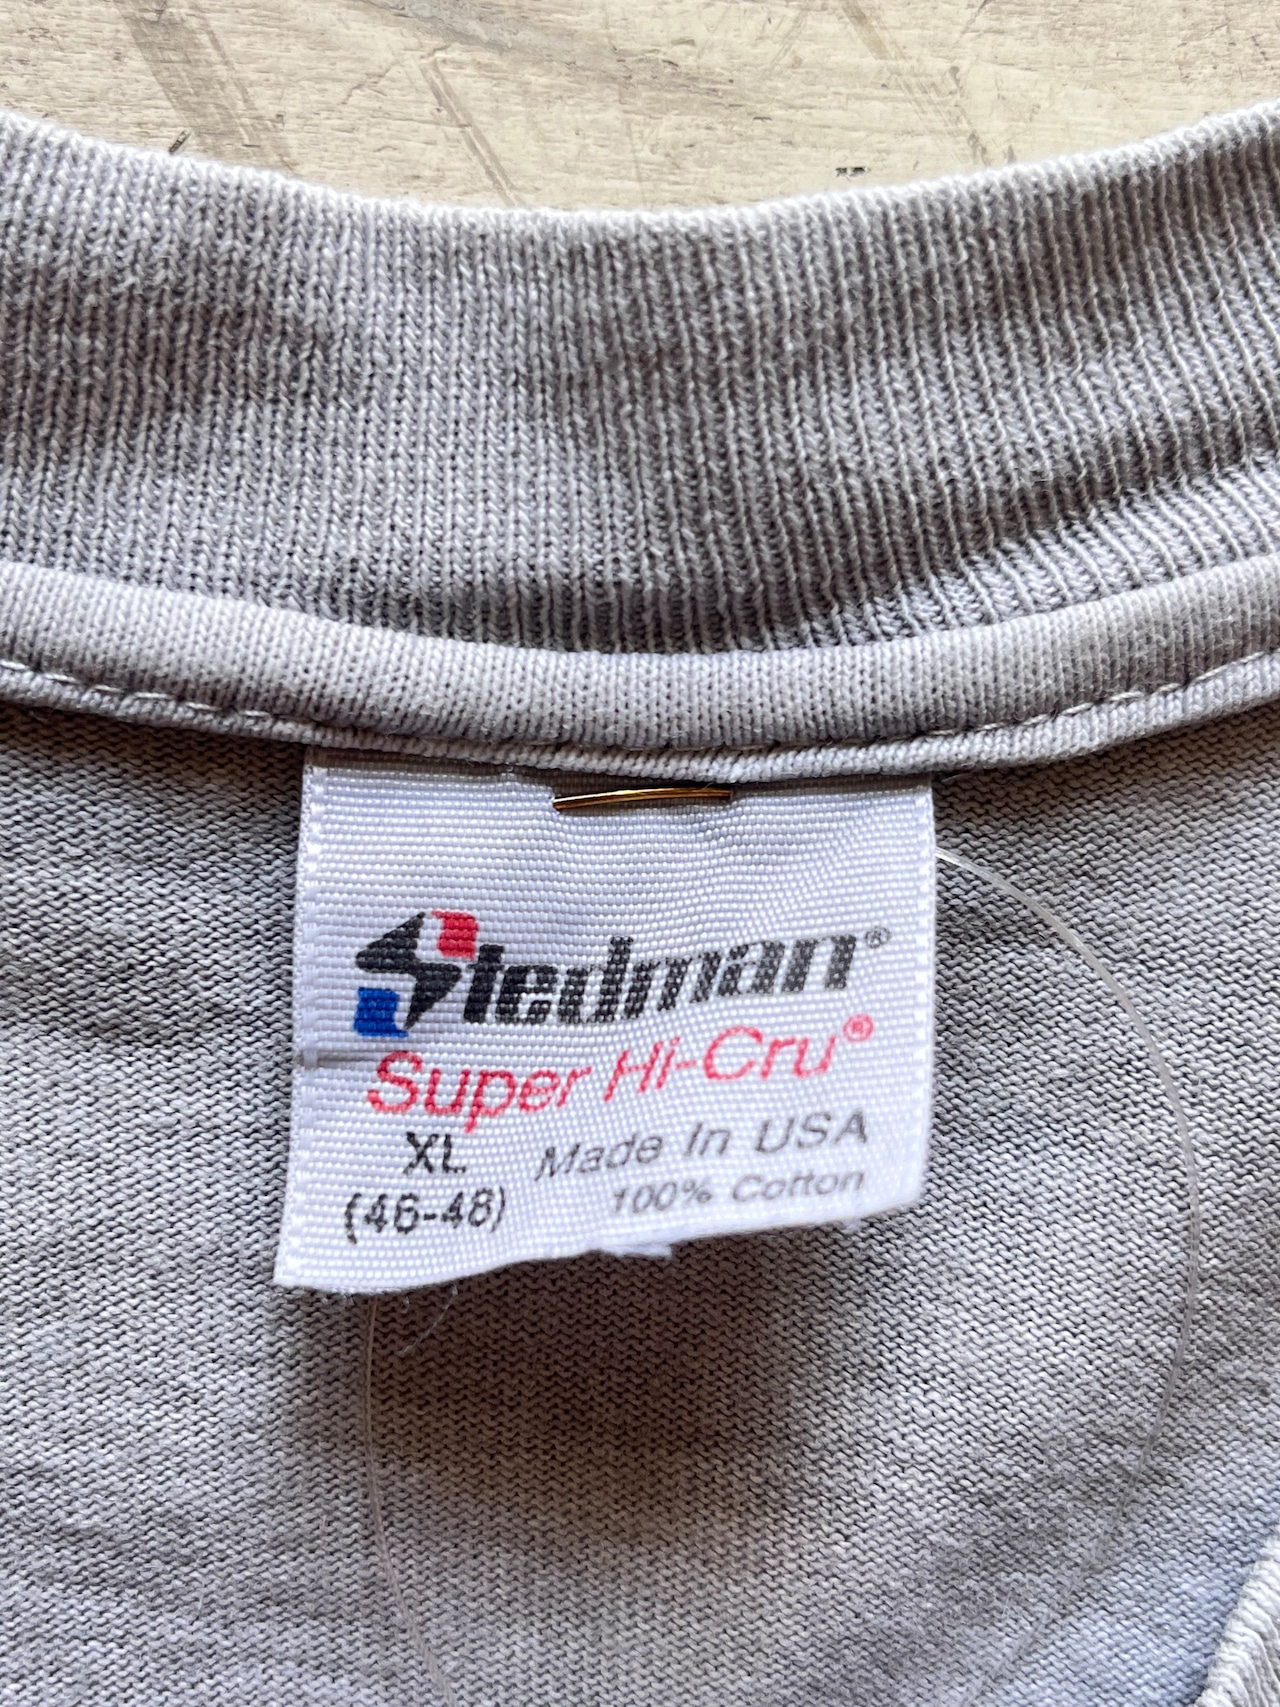 Stedman®
Super Hi-Cru®
XL Made In USA
(46-48) 100% Cotton